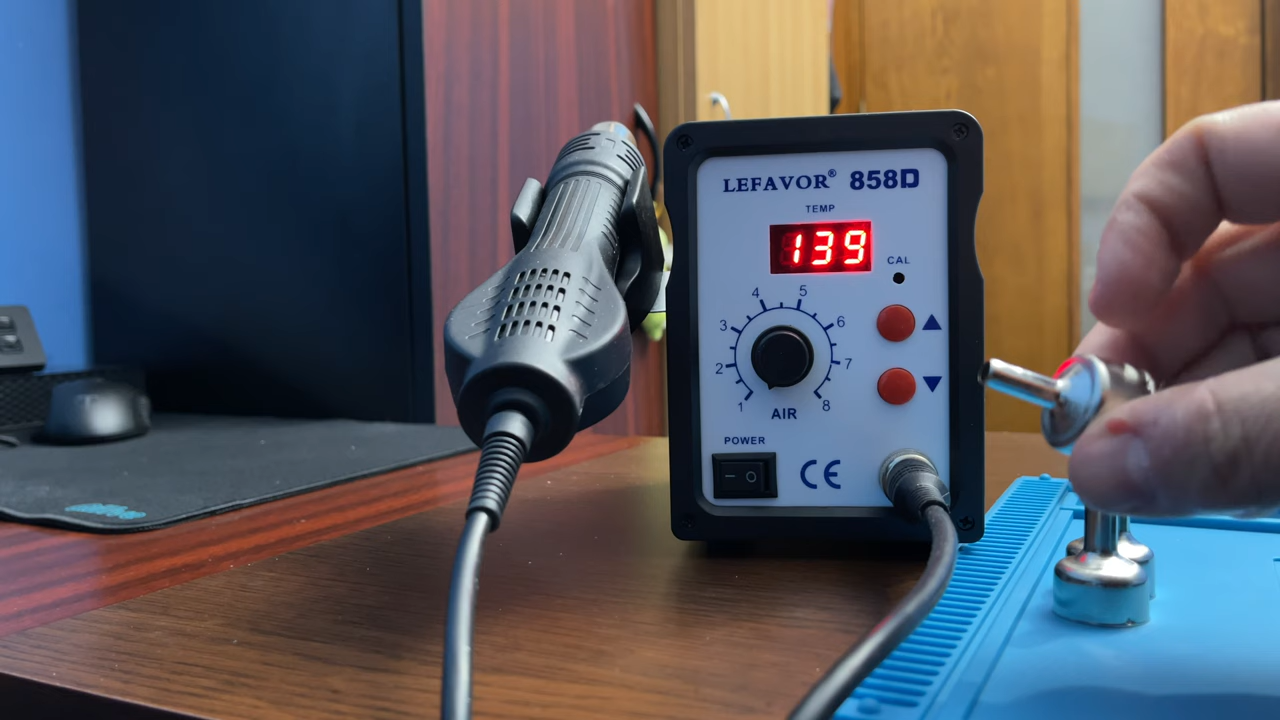 LEFAVOR® 858D
TEMP
139
CAL
4 5
3 6
2 7
1 8
AIR
POWER
— O
CE